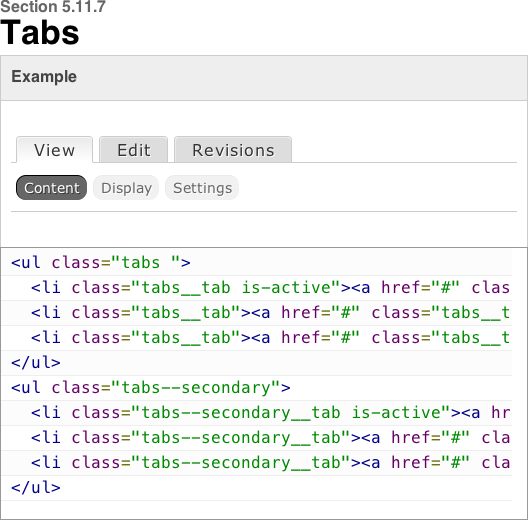 Section 5.11.7
Tabs
Example
View Edit Revisions
Content Display Settings
<ul class="tabs ">
<li class="tabs__tab is-active"><a href="#" clas
<li class="tabs__tab"><a href="#" class="tabs__t
<li class="tabs__tab"><a href="#" class="tabs__t
</ul>
<ul class="tabs--secondary">
<li class="tabs--secondary__tab is-active"><a hr
<li class="tabs--secondary__tab"><a href="#" cla
<li class="tabs--secondary__tab"><a href="#" cla
</ul>